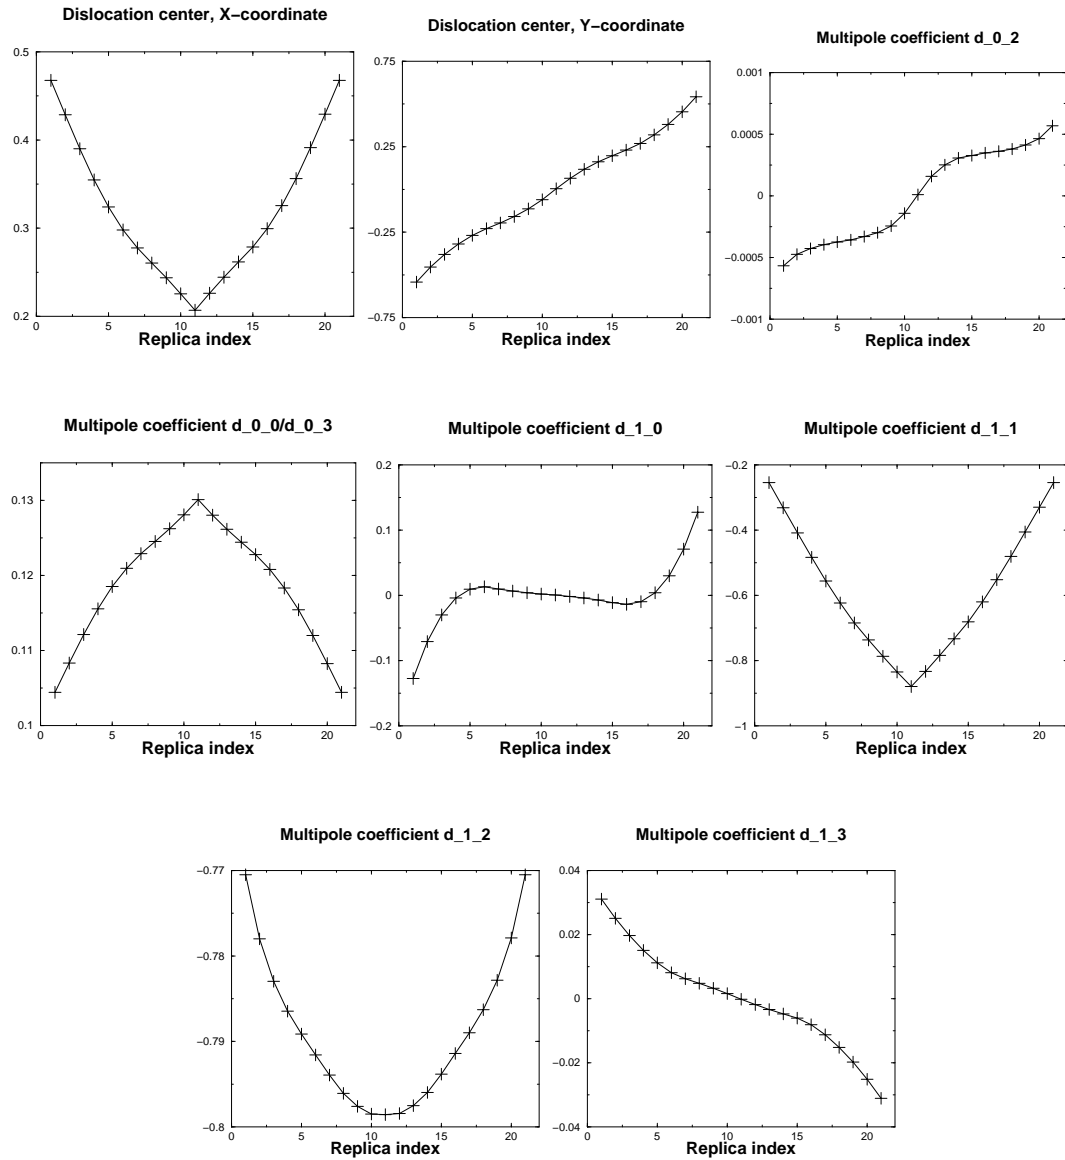 Dislocation center, X−coordinate
0.5
0.4
0.3
0.2
0 5 10 15 20
Replica index
Dislocation center, Y−coordinate
0.75
0.25
−0.25
−0.75
0 5 10 15 20
Replica index
Multipole coefficient d_0_2
0.001
0.0005
0
−0.0005
−0.001
0 5 10 15 20
Replica index
Multipole coefficient d_0_0/d_0_3
0.13
0.12
0.11
0.1
0 5 10 15 20
Replica index
Multipole coefficient d_1_0
0.2
0.1
0
−0.1
−0.2
0 5 10 15 20
Replica index
Multipole coefficient d_1_1
−0.2
−0.4
−0.6
−0.8
−1
0 5 10 15 20
Replica index
Multipole coefficient d_1_2
−0.77
−0.78
−0.79
−0.8
0 5 10 15 20
Replica index
Multipole coefficient d_1_3
0.04
0.02
0
−0.02
−0.04
0 5 10 15 20
Replica index